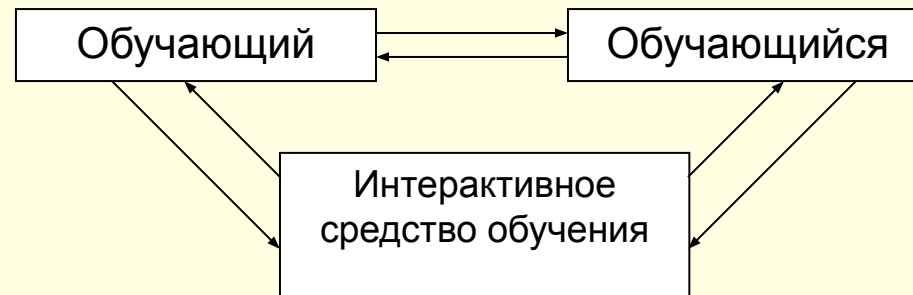 Обучающий
Обучающийся
Интерактивное
средство обучения